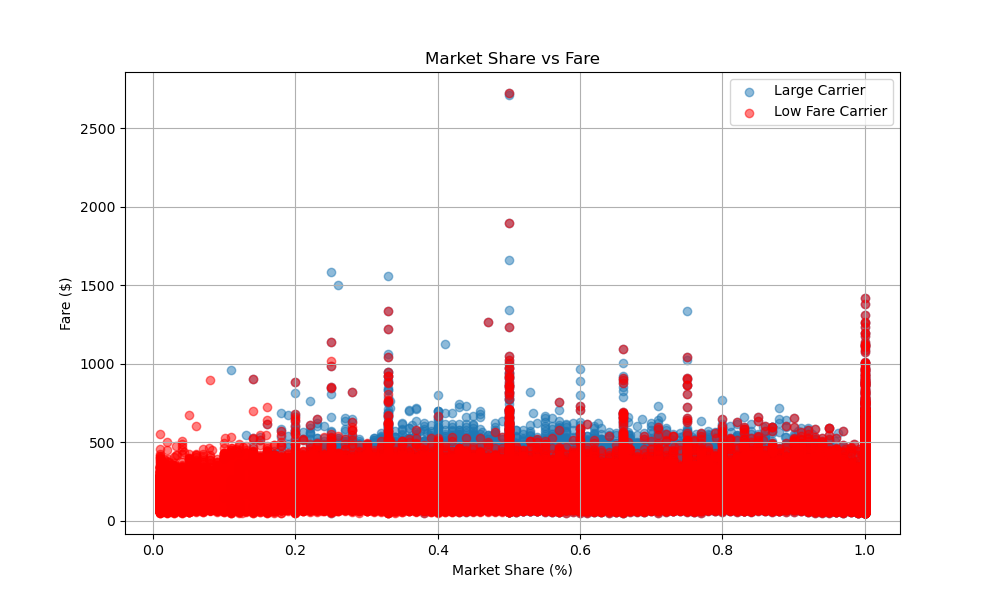 Market Share vs Fare
Large Carrier
Low Fare Carrier
2500
2000
1500
1000
500
0
Fare ($)
0.0 0.2 0.4 0.6 0.8 1.0
Market Share (%)